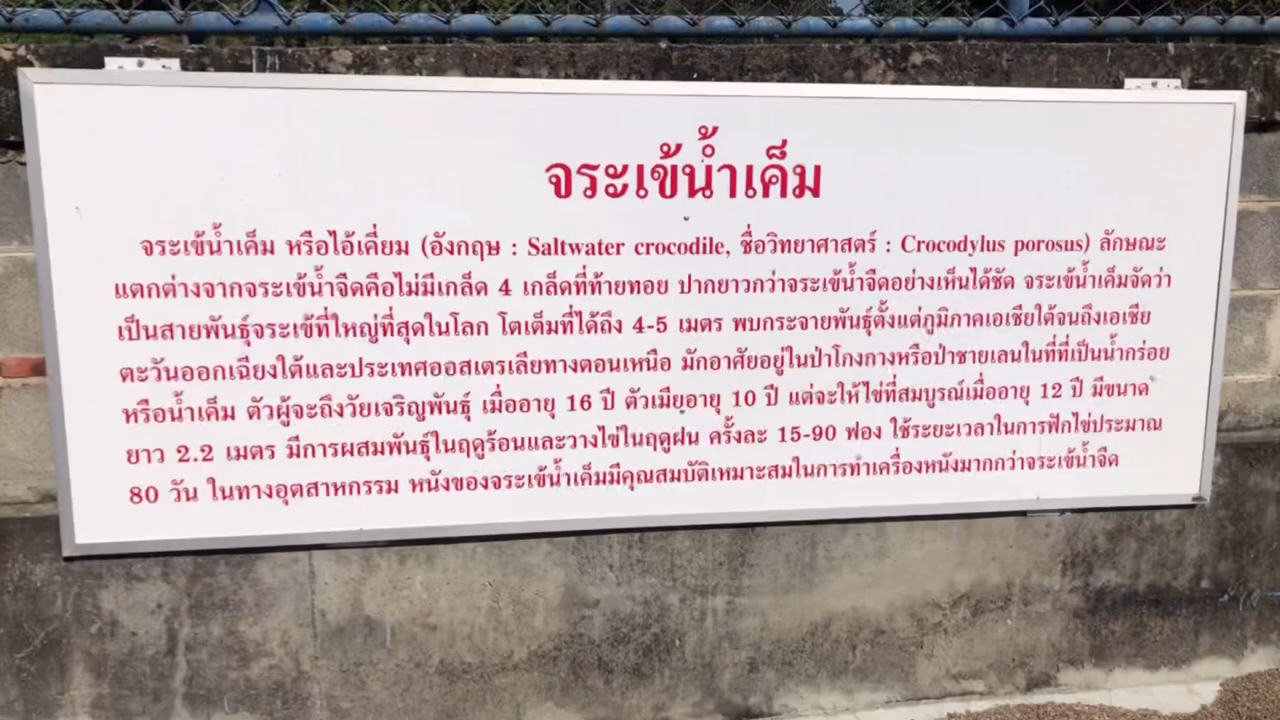 จระเข้น้ำเค็ม
จระเข้น้ำเค็ม หรือไอ้เคี่ยม (อังกฤษ : Saltwater crocodile, ชื่อวิทยาศาสตร์ : Crocodylus porosus) ลักษณะ
แตกต่างจากจระเข้น้ำจืดคือไม่มีเกล็ด 4 เกล็ดที่ท้ายทอย ปากยาวกว่าจระเข้น้ำจืดอย่างเห็นได้ชัด จระเข้น้ำเค็มจัดว่า
เป็นสายพันธุ์จระเข้ที่ใหญ่ที่สุดในโลก โตเต็มที่ได้ถึง 4-5 เมตร พบกระจายพันธุ์ตั้งแต่ภูมิภาคเอเชียใต้จนถึงเอเชีย
ตะวันออกเฉียงใต้และประเทศออสเตรเลียทางตอนเหนือ มักอาศัยอยู่ในป่าโกงกางหรือป่าชายเลนในที่ที่เป็นน้ำกร่อย
หรือน้ำเค็ม ตัวผู้จะถึงวัยเจริญพันธุ์ เมื่ออายุ 16 ปี ตัวเมียอายุ 10 ปี แต่จะให้ไข่ที่สมบูรณ์เมื่ออายุ 12 ปี มีขนาด
ยาว 2.2 เมตร มีการผสมพันธุ์ในฤดูร้อนและวางไข่ในฤดูฝน ครั้งละ 15-90 ฟอง ใช้ระยะเวลาในการฟักไข่ประมาณ
80 วัน ในทางอุตสาหกรรม หนังของจระเข้น้ำเค็มมีคุณสมบัติเหมาะสมในการทำเครื่องหนังมากกว่าจระเข้น้ำจืด